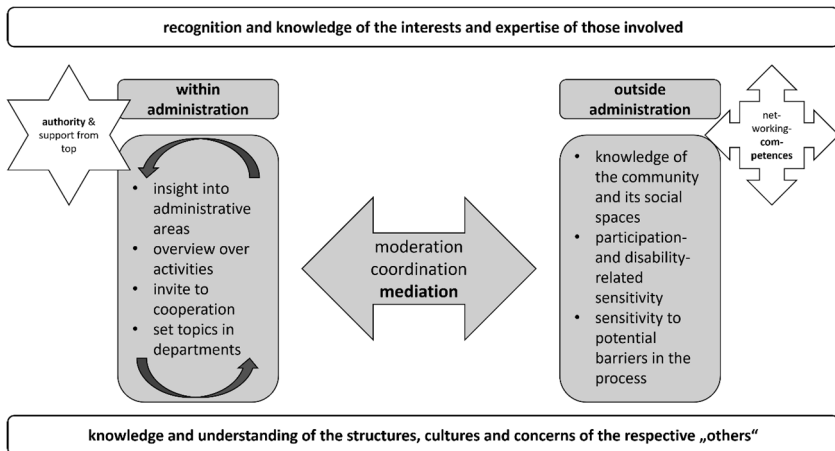 recognition and knowledge of the interests and expertise of those involved
authority &
support from
top
within
administration
• insight into
administrative
areas
• overview over
activities
• invite to
cooperation
• set topics in
departments
moderation
coordination
mediation
outside
administration
• knowledge of
the community
and its social
spaces
• participation-
and disability-
related
sensitivity
• sensitivity to
potential
barriers in the
process
net-
working-
com-
petences
knowledge and understanding of the structures, cultures and concerns of the respective „others“